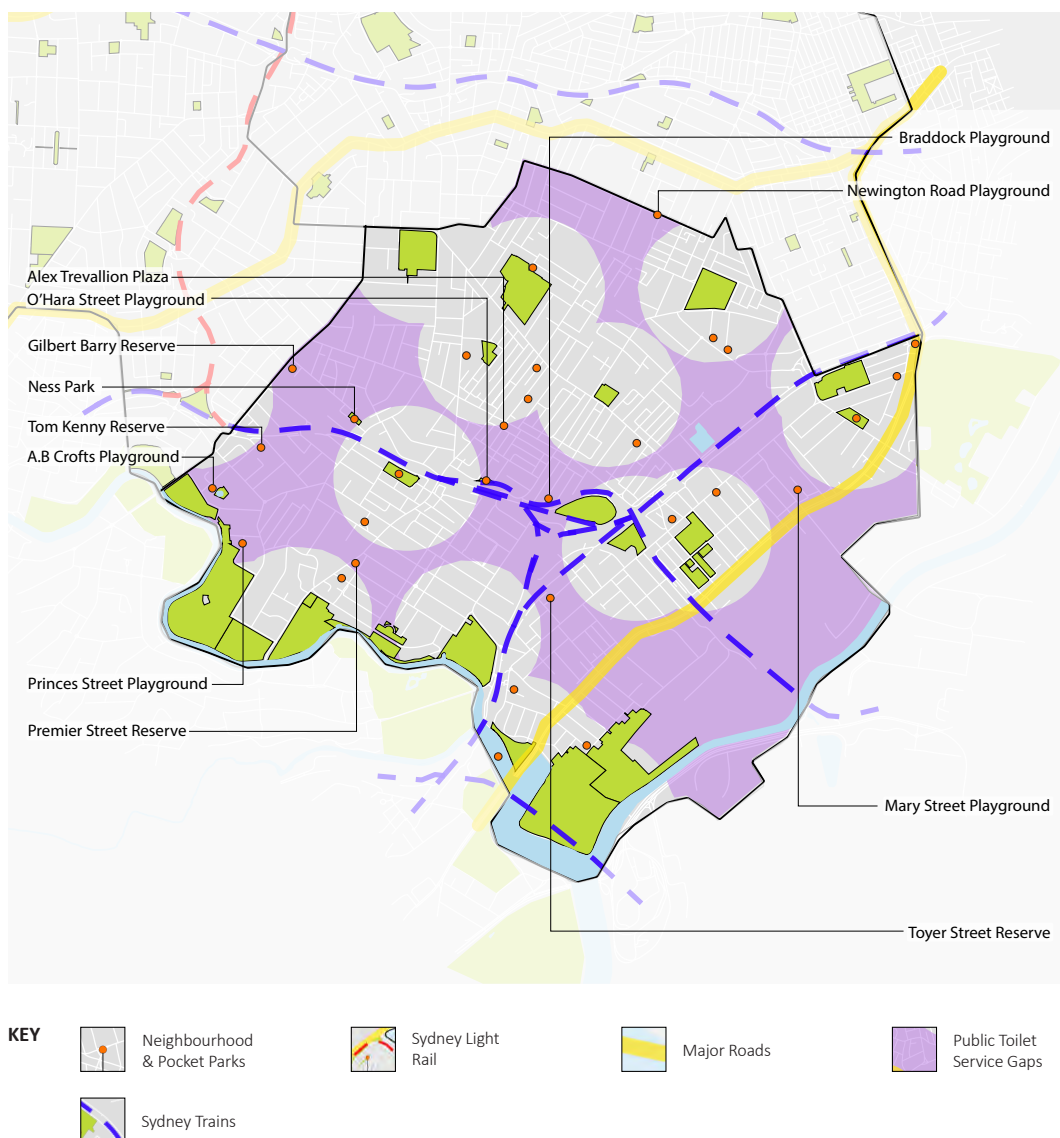 Braddock Playground
Newington Road Playground
Alex Trevallion Plaza
O'Hara Street Playground
Gilbert Barry Reserve
Ness Park
Tom Kenny Reserve
A.B Crofts Playground
Princes Street Playground
Premier Street Reserve
Mary Street Playground
Toyer Street Reserve
KEY
Neighbourhood
& Pocket Parks
Sydney Light
Rail
Major Roads
Public Toilet
Service Gaps
Sydney Trains